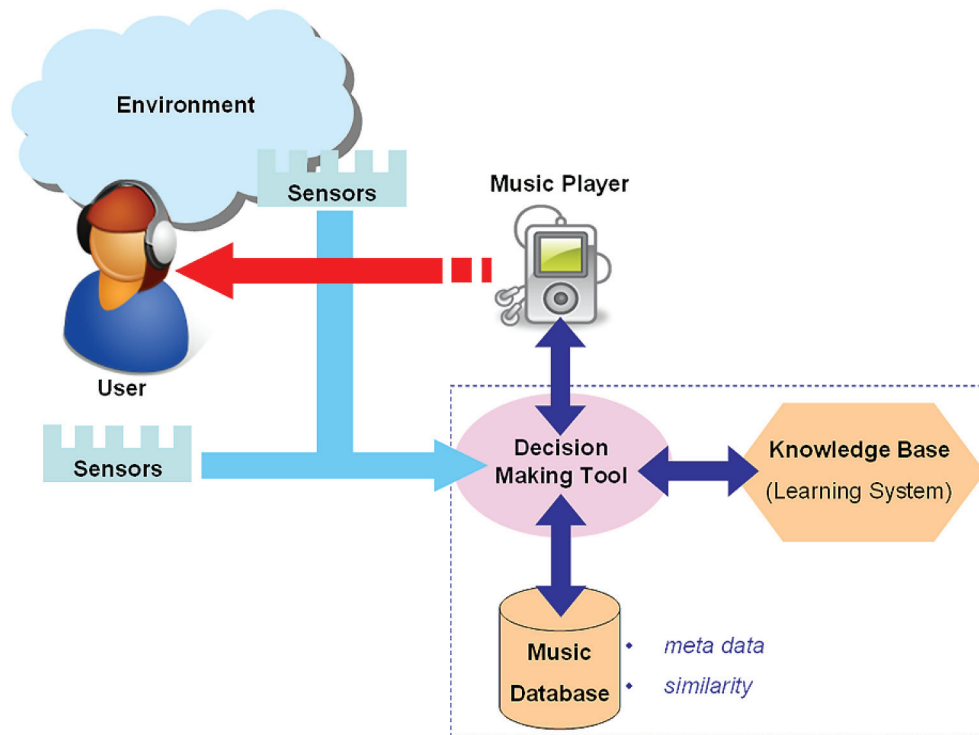 Environment
Sensors
Music Player
User
Sensors
Decision
Making Tool
Knowledge Base
(Learning System)
Music
Database
• meta data
• similarity